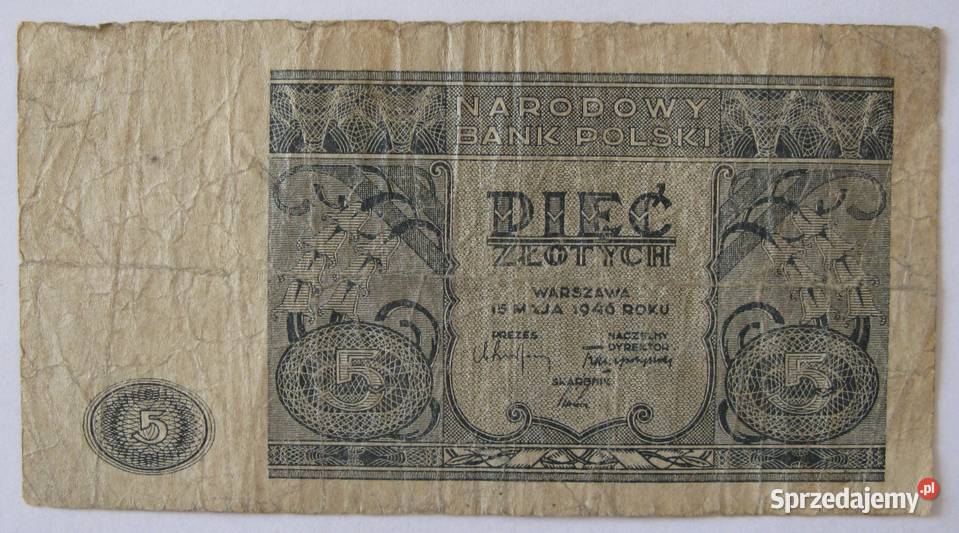 NARODOWY
BANK POLSKI
PIĘĆ
ZŁOTYCH
WARSZAWA
15 MAJA 1946 ROKU
PREZES
NACZELNY
DYREKTOR
SKARBNIK
5
5
5
Sprzedajemy.pl